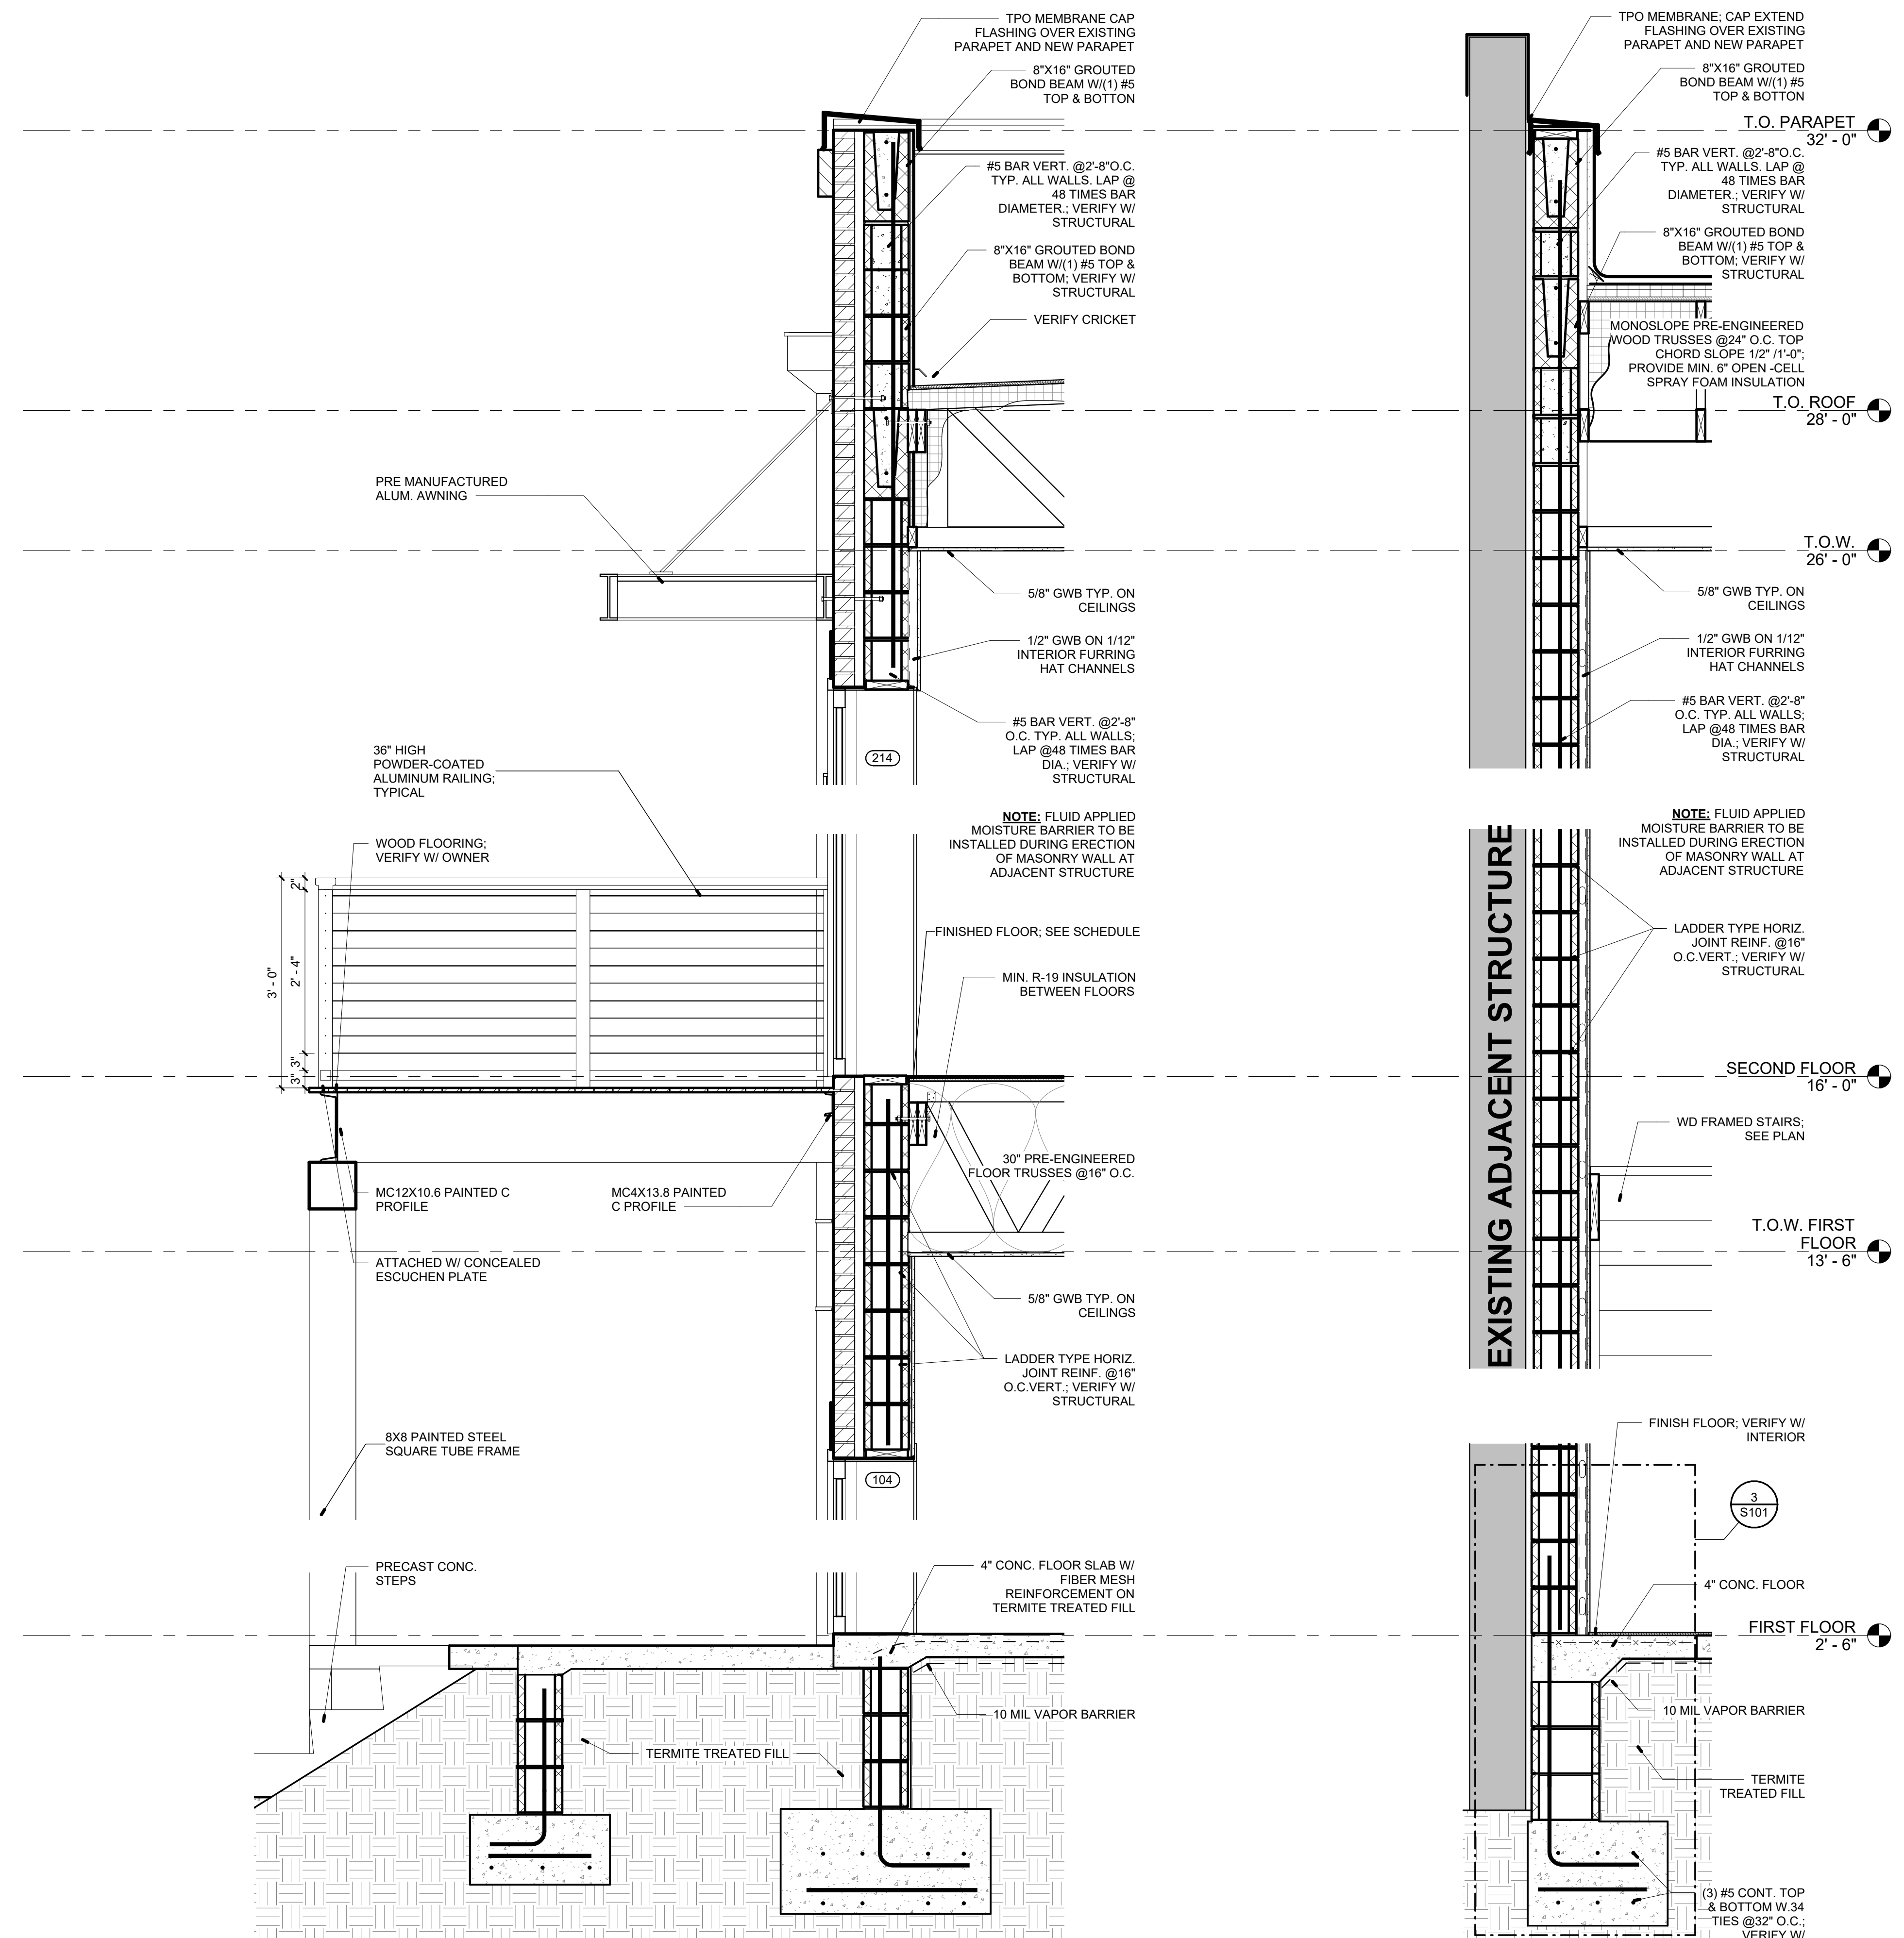 TPO MEMBRANE CAP
FLASHING OVER EXISTING
PARAPET AND NEW PARAPET
8"X16" GROUTED
BOND BEAM W/(1) #5
TOP & BOTTON
#5 BAR VERT. @2'-8"O.C.
TYP. ALL WALLS. LAP @
48 TIMES BAR
DIAMETER.; VERIFY W/
STRUCTURAL
8"X16" GROUTED BOND
BEAM W/(1) #5 TOP &
BOTTOM; VERIFY W/
STRUCTURAL
VERIFY CRICKET
PRE MANUFACTURED
ALUM. AWNING
5/8" GWB TYP. ON
CEILINGS
1/2" GWB ON 1/12"
INTERIOR FURRING
HAT CHANNELS
#5 BAR VERT. @2'-8"
O.C. TYP. ALL WALLS;
LAP @48 TIMES BAR
DIA.; VERIFY W/
STRUCTURAL
214
36" HIGH
POWDER-COATED
ALUMINUM RAILING;
TYPICAL
NOTE: FLUID APPLIED
MOISTURE BARRIER TO BE
INSTALLED DURING ERECTION
OF MASONRY WALL AT
ADJACENT STRUCTURE
WOOD FLOORING;
VERIFY W/ OWNER
2"
2' - 4"
3' - 0"
3"
3"
FINISHED FLOOR; SEE SCHEDULE
MIN. R-19 INSULATION
BETWEEN FLOORS
30" PRE-ENGINEERED
FLOOR TRUSSES @16" O.C.
MC12X10.6 PAINTED C
PROFILE
MC4X13.8 PAINTED
C PROFILE
ATTACHED W/ CONCEALED
ESCUCHEN PLATE
5/8" GWB TYP. ON
CEILINGS
LADDER TYPE HORIZ.
JOINT REINF. @16"
O.C.VERT.; VERIFY W/
STRUCTURAL
8X8 PAINTED STEEL
SQUARE TUBE FRAME
104
PRECAST CONC.
STEPS
4" CONC. FLOOR SLAB W/
FIBER MESH
REINFORCEMENT ON
TERMITE TREATED FILL
10 MIL VAPOR BARRIER
TERMITE TREATED FILL
TPO MEMBRANE; CAP EXTEND
FLASHING OVER EXISTING
PARAPET AND NEW PARAPET
8"X16" GROUTED
BOND BEAM W/(1) #5
TOP & BOTTON
T.O. PARAPET
32' - 0"
#5 BAR VERT. @2'-8"O.C.
TYP. ALL WALLS. LAP @
48 TIMES BAR
DIAMETER.; VERIFY W/
STRUCTURAL
8"X16" GROUTED BOND
BEAM W/(1) #5 TOP &
BOTTOM; VERIFY W/
STRUCTURAL
MONOSLOPE PRE-ENGINEERED
WOOD TRUSSES @24" O.C. TOP
CHORD SLOPE 1/2" /1'-0";
PROVIDE MIN. 6" OPEN -CELL
SPRAY FOAM INSULATION
T.O. ROOF
28' - 0"
T.O.W.
26' - 0"
5/8" GWB TYP. ON
CEILINGS
1/2" GWB ON 1/12"
INTERIOR FURRING
HAT CHANNELS
#5 BAR VERT. @2'-8"
O.C. TYP. ALL WALLS;
LAP @48 TIMES BAR
DIA.; VERIFY W/
STRUCTURAL
NOTE: FLUID APPLIED
MOISTURE BARRIER TO BE
INSTALLED DURING ERECTION
OF MASONRY WALL AT
ADJACENT STRUCTURE
EXISTING ADJACENT STRUCTURE
LADDER TYPE HORIZ.
JOINT REINF. @16"
O.C.VERT.; VERIFY W/
STRUCTURAL
SECOND FLOOR
16' - 0"
WD FRAMED STAIRS;
SEE PLAN
T.O.W. FIRST
FLOOR
13' - 6"
FINISH FLOOR; VERIFY W/
INTERIOR
3
S101
4" CONC. FLOOR
FIRST FLOOR
2' - 6"
10 MIL VAPOR BARRIER
TERMITE
TREATED FILL
(3) #5 CONT. TOP
& BOTTOM W.34
TIES @32" O.C.;
VERIFY W/